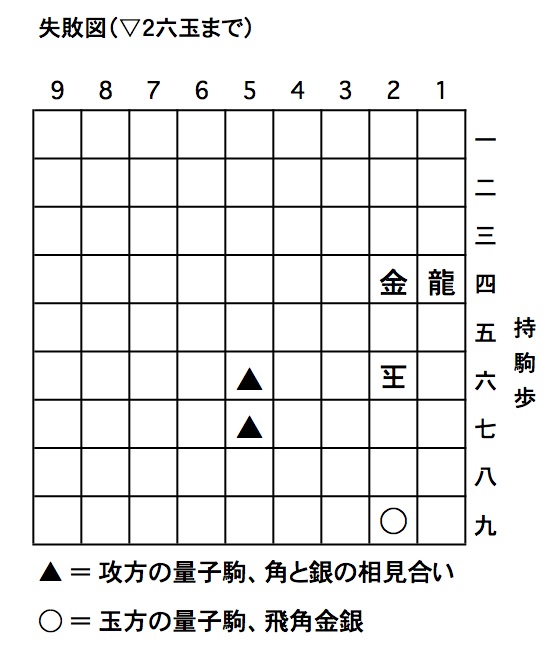 失敗図(▽2六玉まで)
9 8 7 6 5 4 3 2 1
一
二
三
金 龍 四
五
▲ 王 六
▲ 七
八
○ 九
持駒歩
▲ = 攻方の量子駒、角と銀の相見合い
○ = 玉方の量子駒、飛角金銀